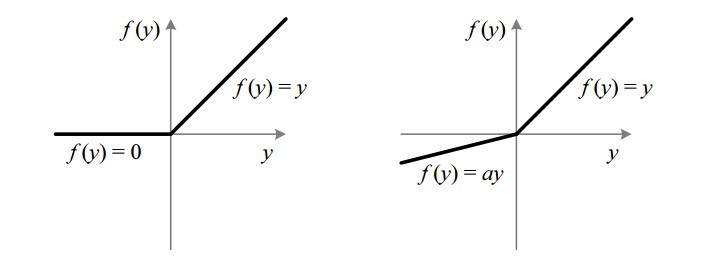 f(y)
f(y) = y
f(y) = 0
y
f(y)
f(y) = y
f(y) = ay
y